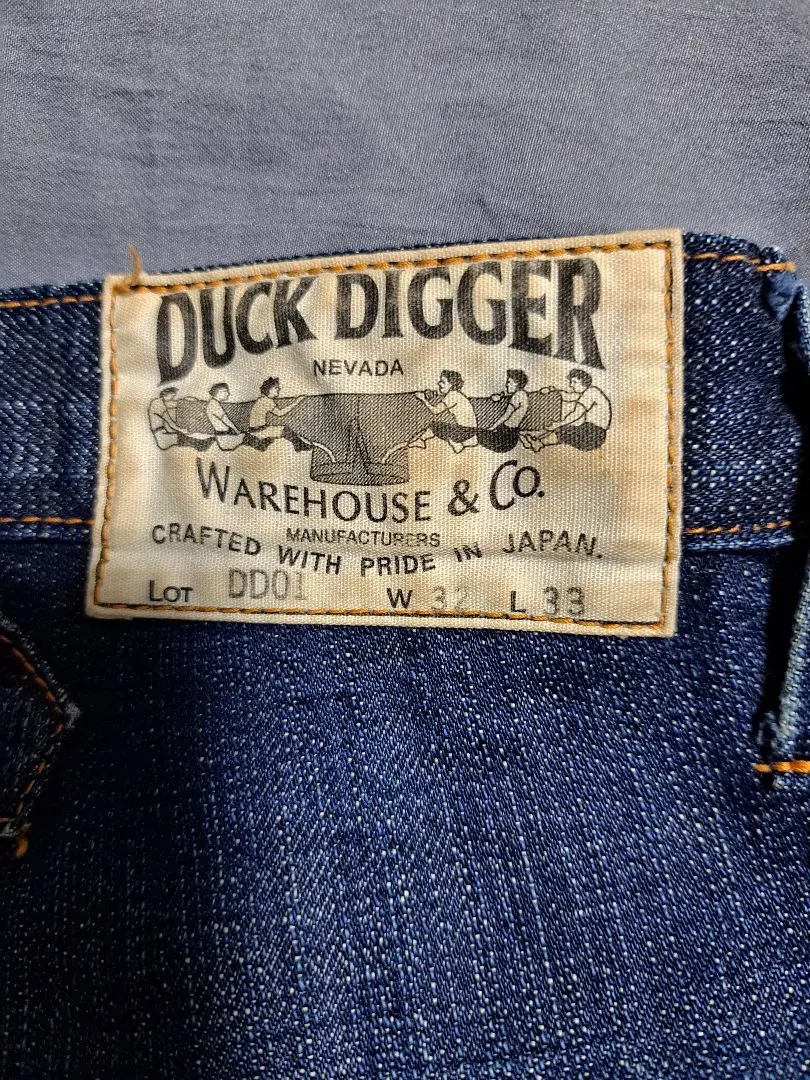 DUCK DIGGER
NEVADA
WAREHOUSE & CO.
MANUFACTURERS
CRAFTED WITH PRIDE IN JAPAN.
LOT DD01 W 32 L 33